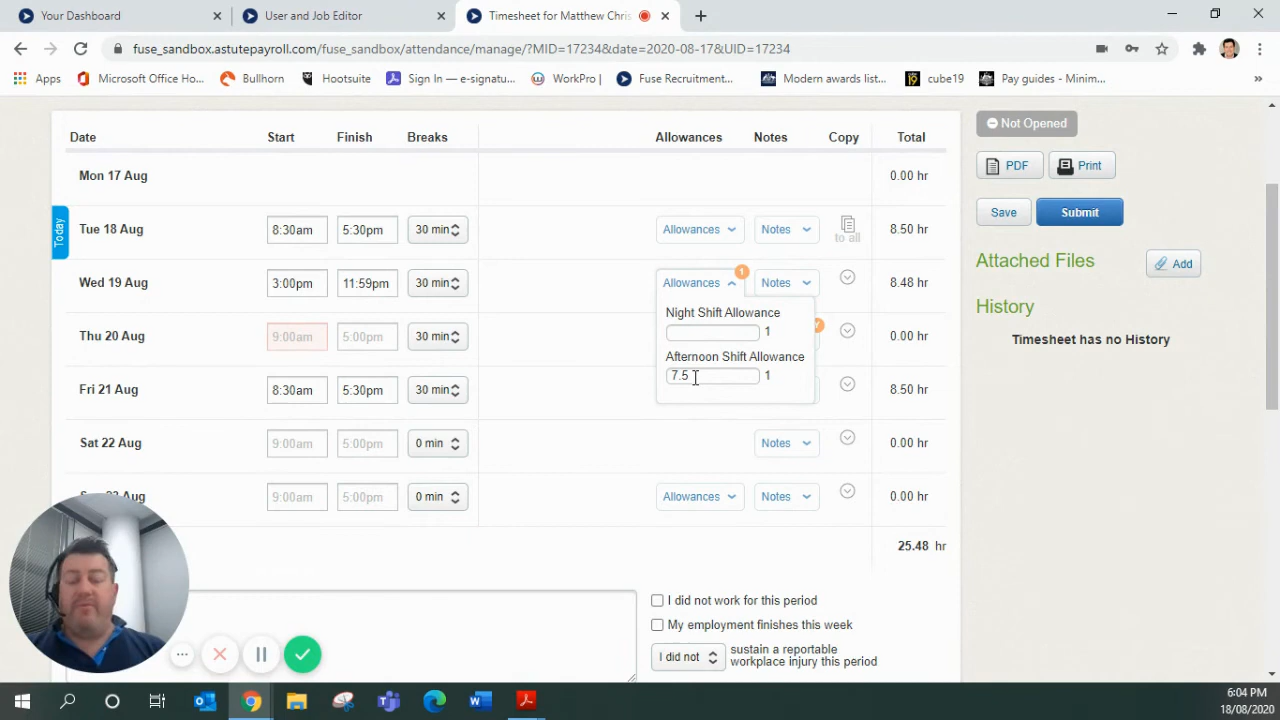 Your Dashboard
User and Job Editor
Timesheet for Matthew Chris
fuse_sandbox.astutepayroll.com/fuse_sandbox/attendance/manage/?MID=17234&date=2020-08-17&UID=17234
Apps Microsoft Office Ho... Bullhorn Hootsuite Sign In — e-signatu... WorkPro | Fuse Recruitment... Modern awards list... cube19 Pay guides - Minim... »
Date Start Finish Breaks Allowances Notes Copy Total
Mon 17 Aug 0.00 hr
Today
Tue 18 Aug 8:30am 5:30pm 30 min Allowances Notes to all 8.50 hr
Wed 19 Aug 3:00pm 11:59pm 30 min Allowances 1 Notes 8.48 hr
Night Shift Allowance
1
Thu 20 Aug 9:00am 5:00pm 30 min 0.00 hr
Afternoon Shift Allowance
7.5 1
Fri 21 Aug 8:30am 5:30pm 30 min 8.50 hr
Sat 22 Aug 9:00am 5:00pm 0 min Notes 0.00 hr
Aug 9:00am 5:00pm 0 min Allowances Notes 0.00 hr
25.48 hr
I did not work for this period
My employment finishes this week
I did not sustain a reportable
workplace injury this period
Not Opened
PDF Print
Save Submit
Attached Files Add
History
Timesheet has no History
6:04 PM
18/08/2020